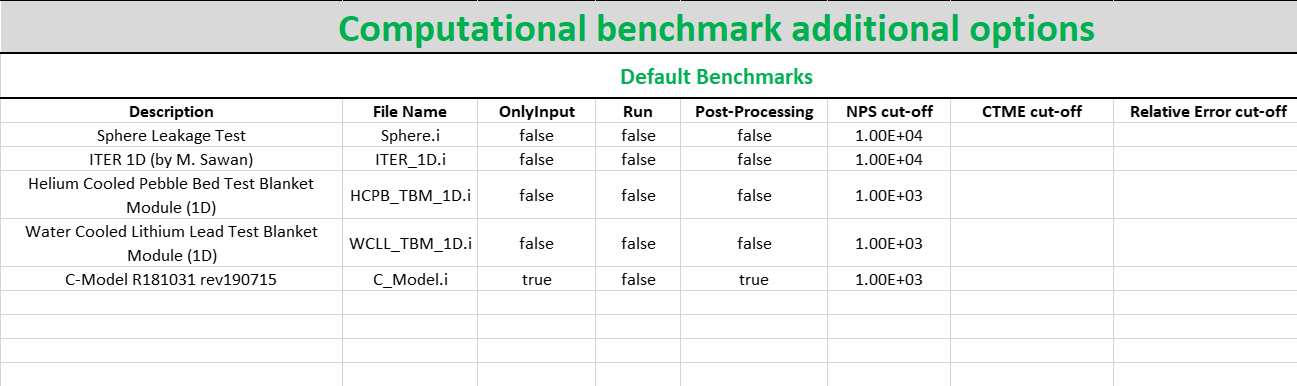 Computational benchmark additional options
Default Benchmarks
Description File Name OnlyInput Run Post-Processing NPS cut-off CTME cut-off Relative Error cut-off
Sphere Leakage Test Sphere.i false false false 1.00E+04
ITER 1D (by M. Sawan) ITER_1D.i false false false 1.00E+04
Helium Cooled Pebble Bed Test Blanket
Module (1D) HCPB_TBM_1D.i false false false 1.00E+03
Water Cooled Lithium Lead Test Blanket
Module (1D) WCLL_TBM_1D.i false false false 1.00E+03
C-Model R181031 rev190715 C_Model.i true false true 1.00E+03